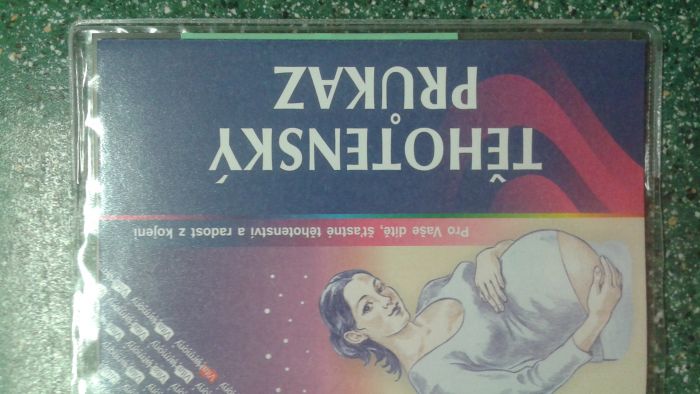 TĚHOTENSKÝ
PRŮKAZ
Pro Vaše dítě, šťastné těhotenství a radost z kojení